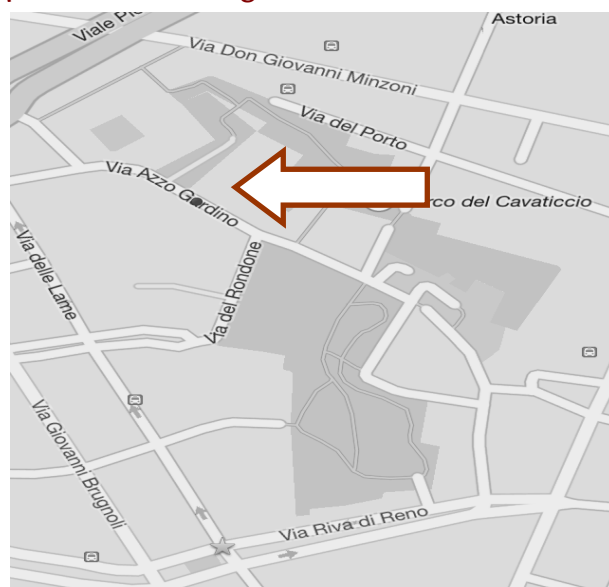 Astoria
Via Don Giovanni Minzoni
Via del Porto
Via Azzo Gardino
rco del Cavaticcio
Via delle Lame
Via del Rondone
Via Giovanni Brugnoli
Via Riva di Reno